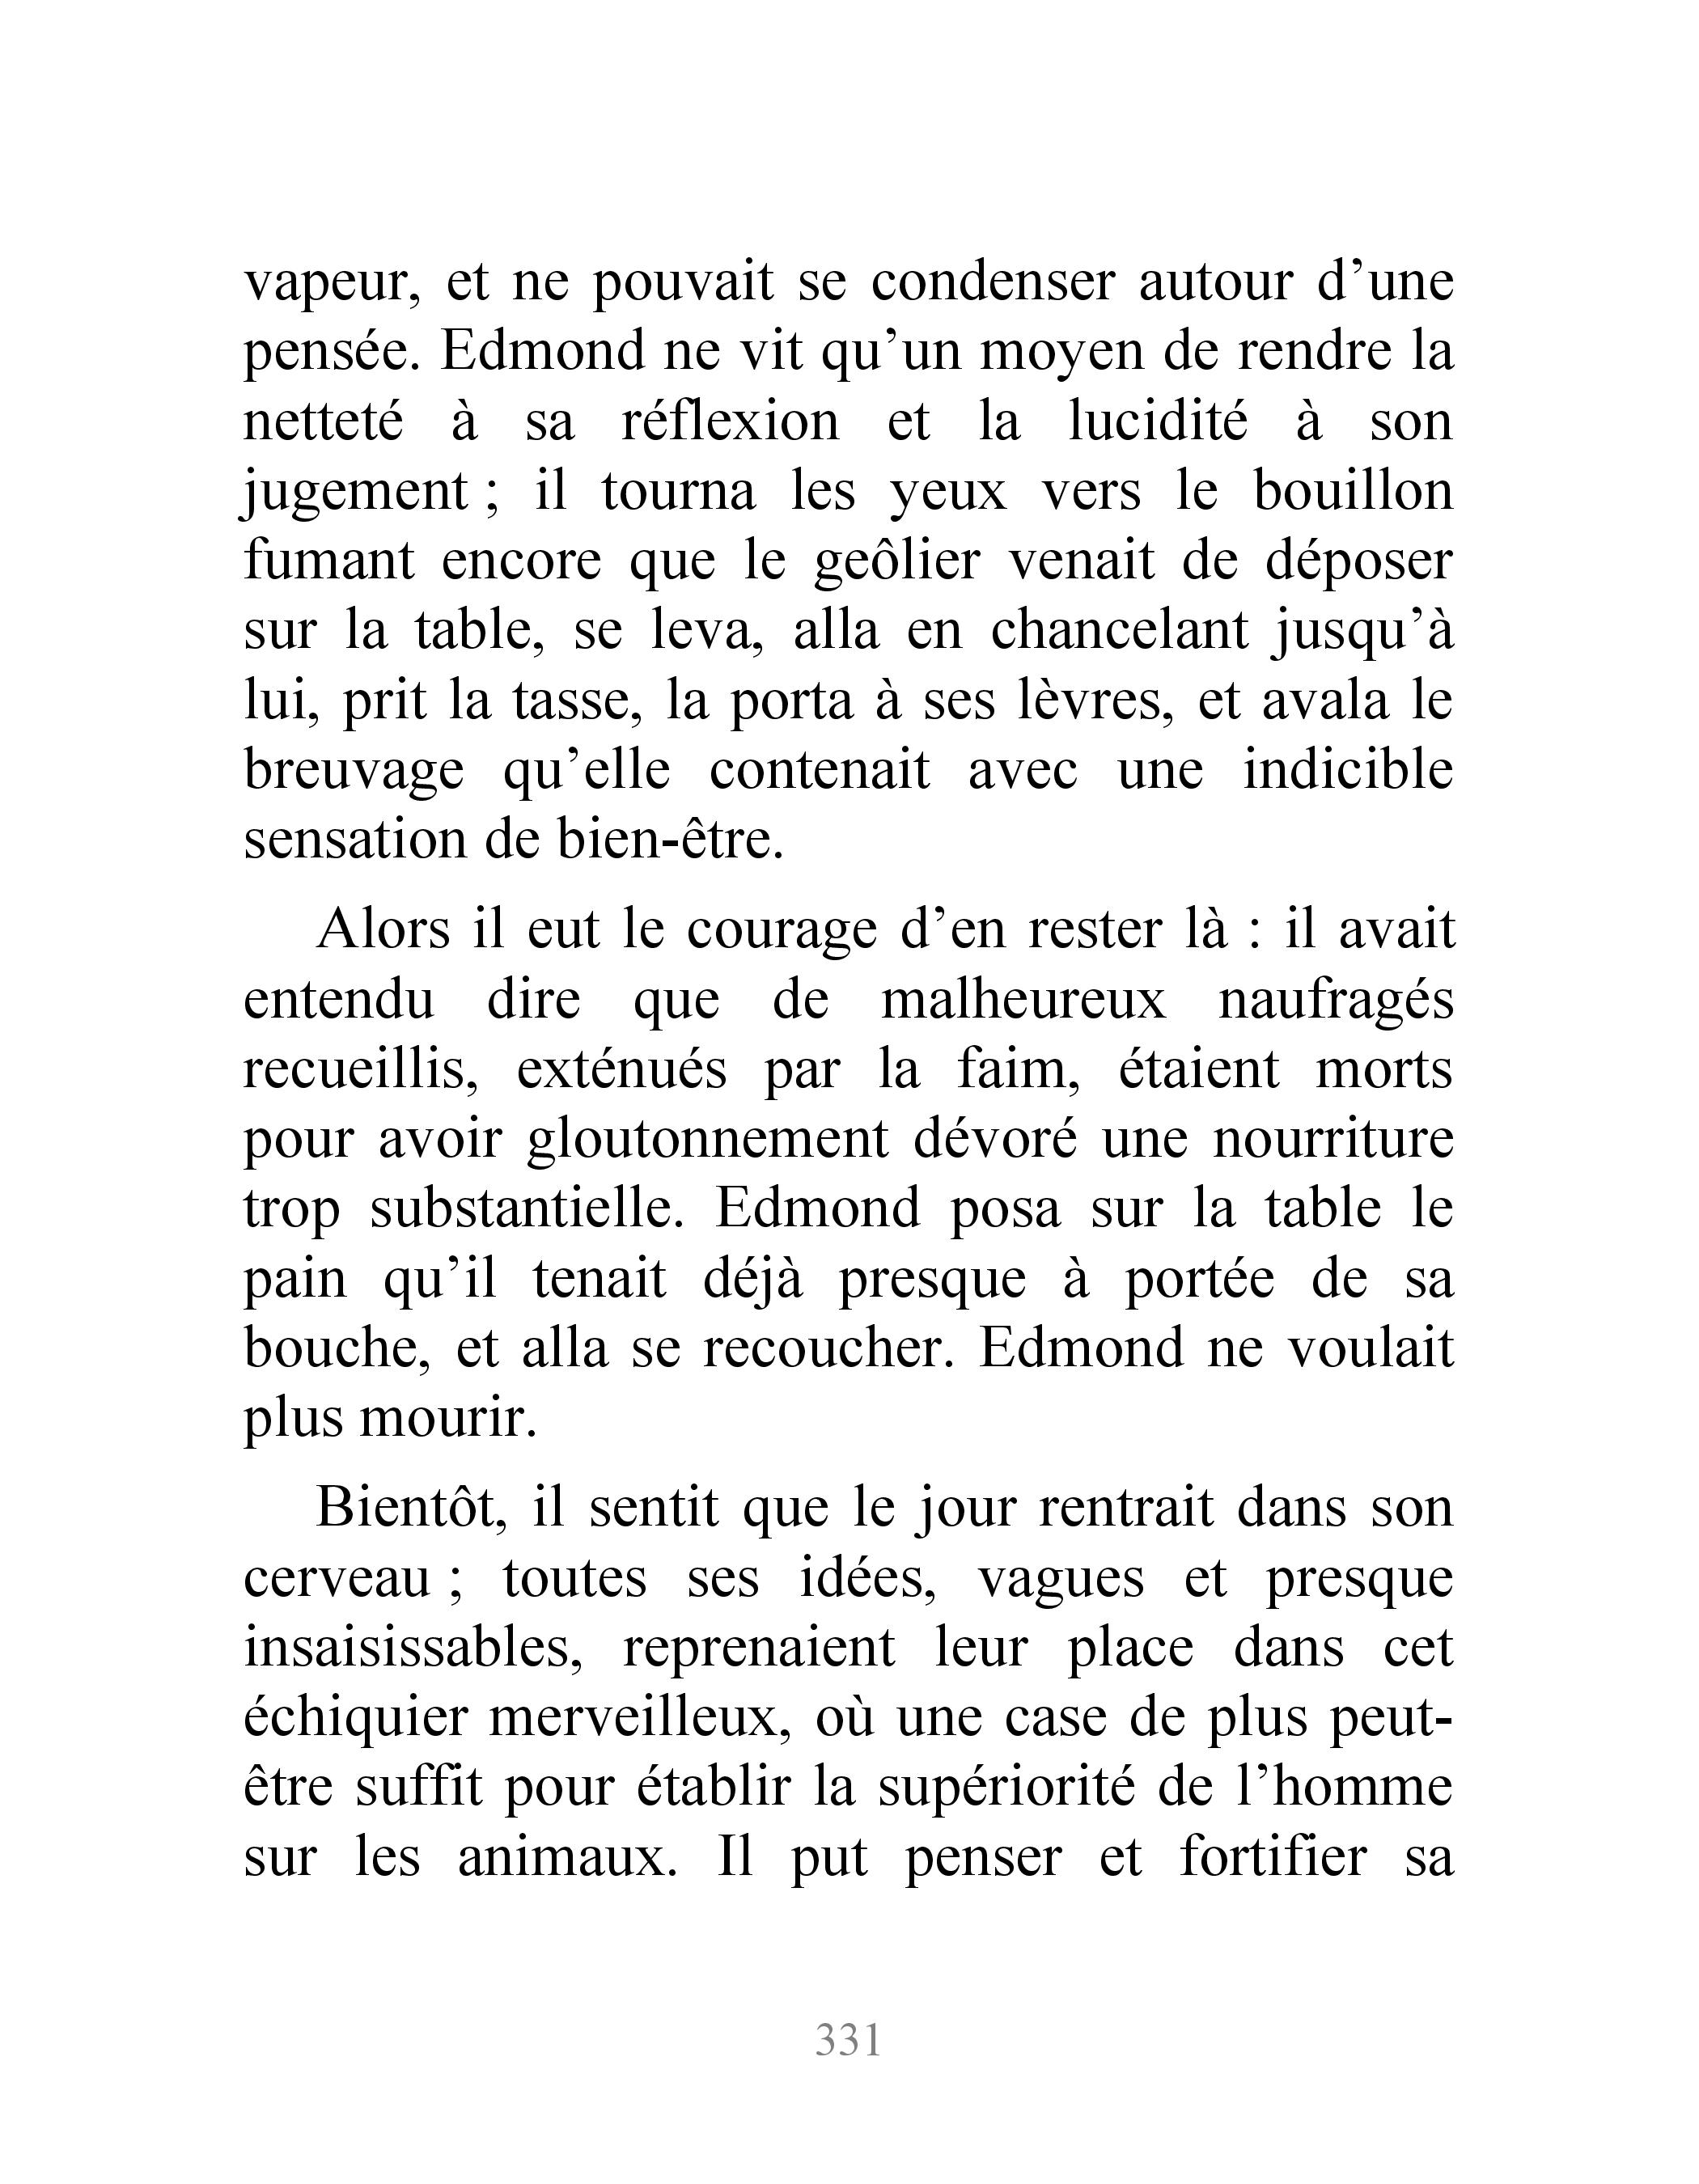 vapeur, et ne pouvait se condenser autour d’une
pensée. Edmond ne vit qu’un moyen de rendre la
netteté à sa réflexion et la lucidité à son
jugement ; il tourna les yeux vers le bouillon
fumant encore que le geôlier venait de déposer
sur la table, se leva, alla en chancelant jusqu’à
lui, prit la tasse, la porta à ses lèvres, et avala le
breuvage qu’elle contenait avec une indicible
sensation de bien-être.
Alors il eut le courage d’en rester là : il avait
entendu dire que de malheureux naufragés
recueillis, exténués par la faim, étaient morts
pour avoir gloutonnement dévoré une nourriture
trop substantielle. Edmond posa sur la table le
pain qu’il tenait déjà presque à portée de sa
bouche, et alla se recoucher. Edmond ne voulait
plus mourir.
Bientôt, il sentit que le jour rentrait dans son
cerveau ; toutes ses idées, vagues et presque
insaisissables, reprenaient leur place dans cet
échiquier merveilleux, où une case de plus peut-
être suffit pour établir la supériorité de l’homme
sur les animaux. Il put penser et fortifier sa
331